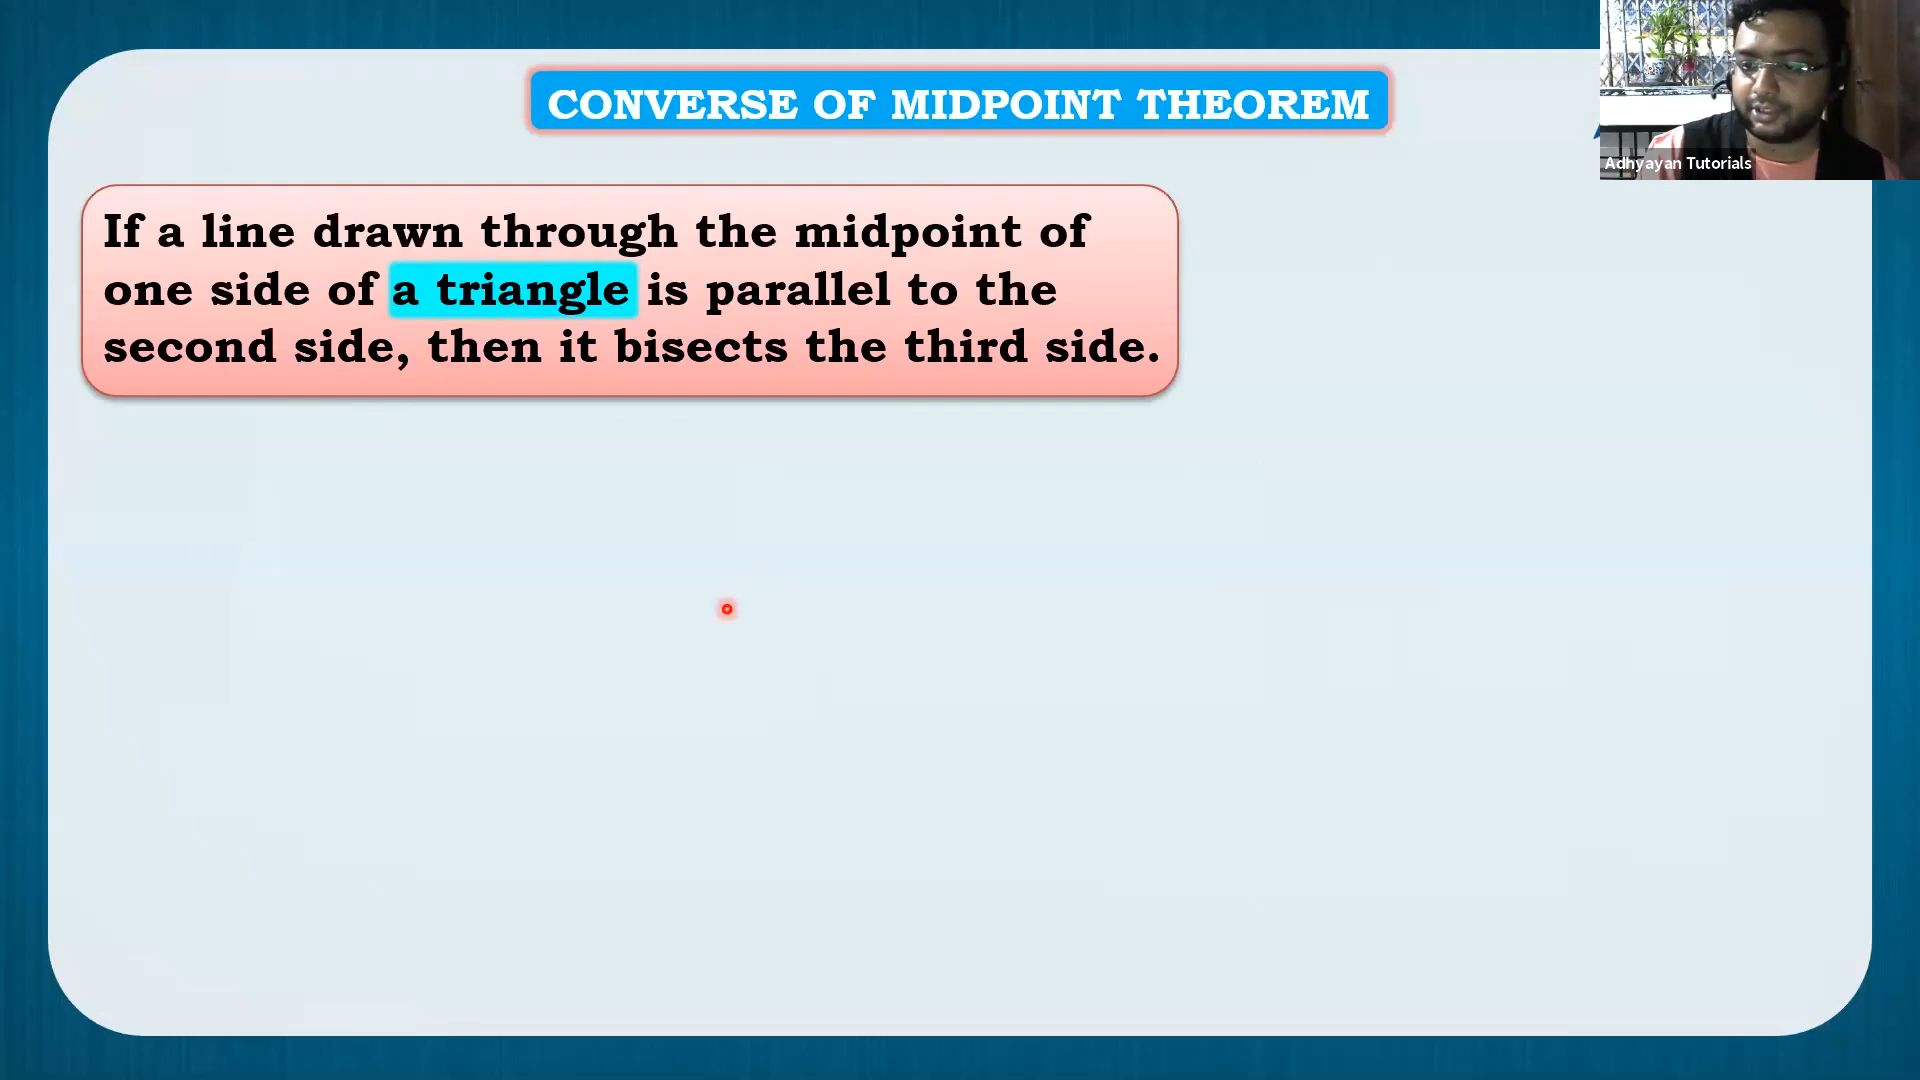 CONVERSE OF MIDPOINT THEOREM
Adhyayan Tutorials
If a line drawn through the midpoint of
one side of a triangle is parallel to the
second side, then it bisects the third side.